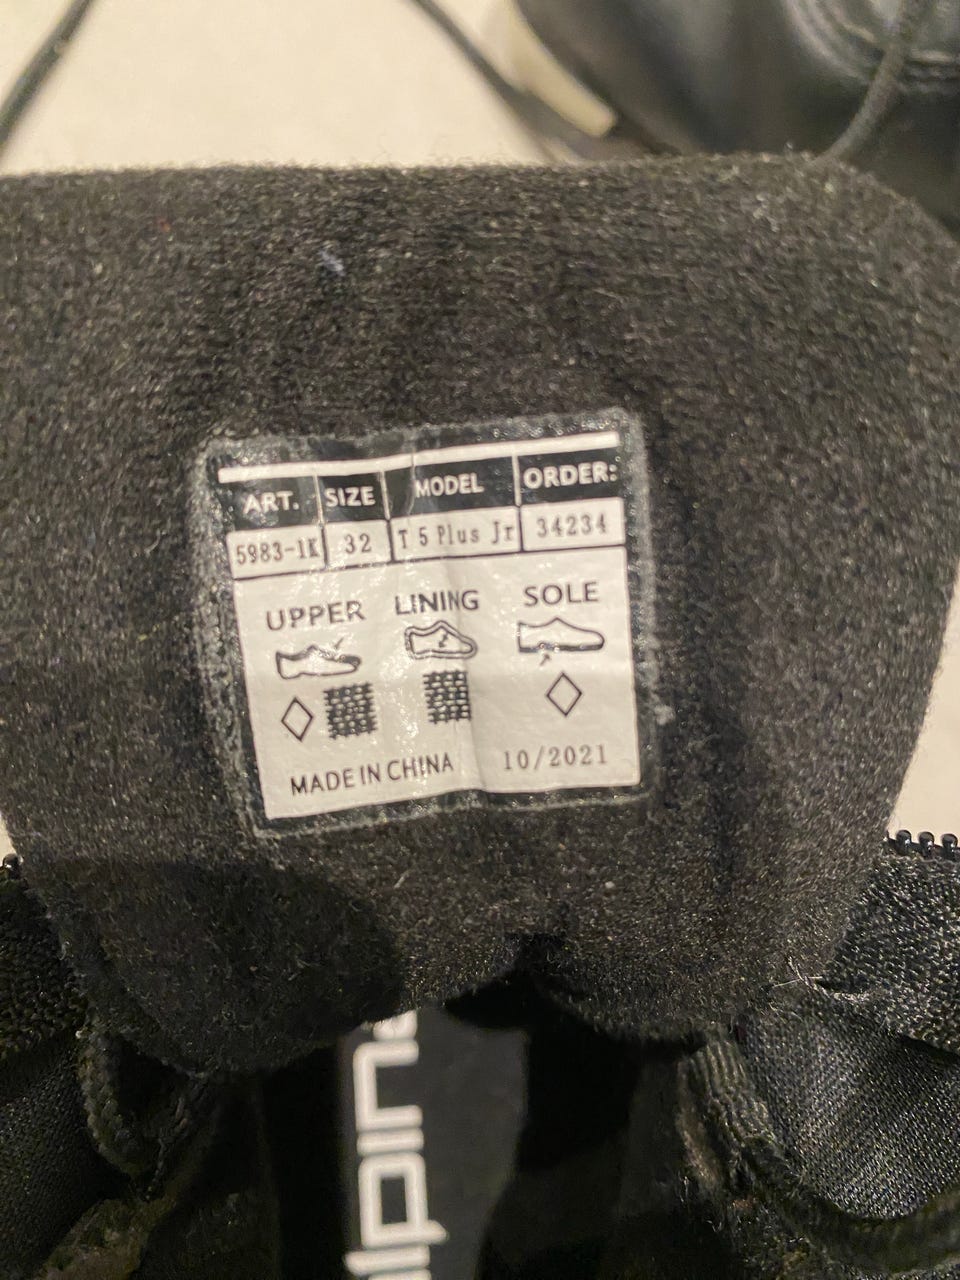 ART. SIZE MODEL ORDER:
5983-1K 32 T 5 Plus Jr 34234
UPPER LINING SOLE
MADE IN CHINA 10/2021
alpina